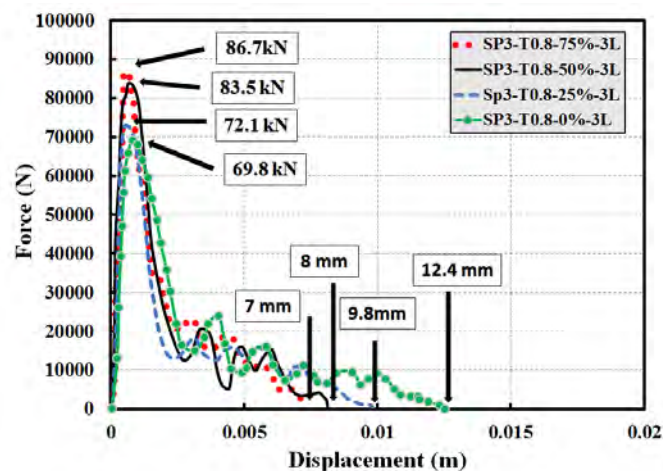 100000
90000
80000
70000
60000
50000
40000
30000
20000
10000
0
Force (N)
86.7kN
83.5 kN
72.1 kN
69.8 kN
SP3-T0.8-75%-3L
SP3-T0.8-50%-3L
Sp3-T0.8-25%-3L
SP3-T0.8-0%-3L
7 mm
8 mm
9.8mm
12.4 mm
0
0.005
0.01
0.015
0.02
Displacement (m)